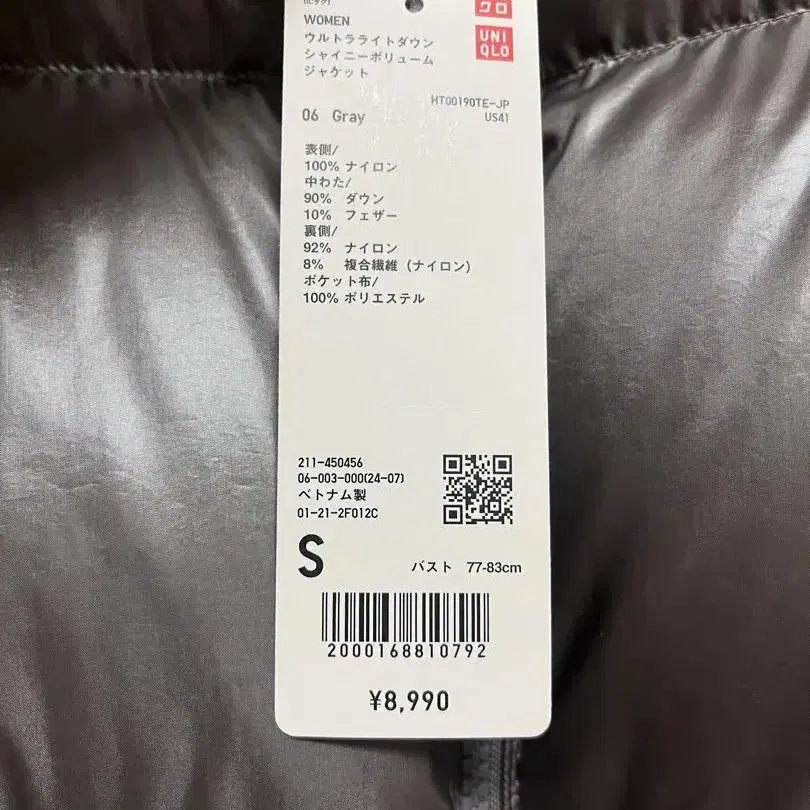 WOMEN
ウルトラライトダウン
シャイニーボリューム
ジャケット
クロ
UNI
QLO
HT00190TE-JP
US41
06 Gray
表側/
100% ナイロン
中わた/
90% ダウン
10% フェザー
裏側/
92% ナイロン
8% 複合繊維 (ナイロン)
ポケット布/
100% ポリエステル
211-450456
06-003-000(24-07)
ベトナム製
01-21-2F012C
S
バスト 77-83cm
2000168810792
¥8,990